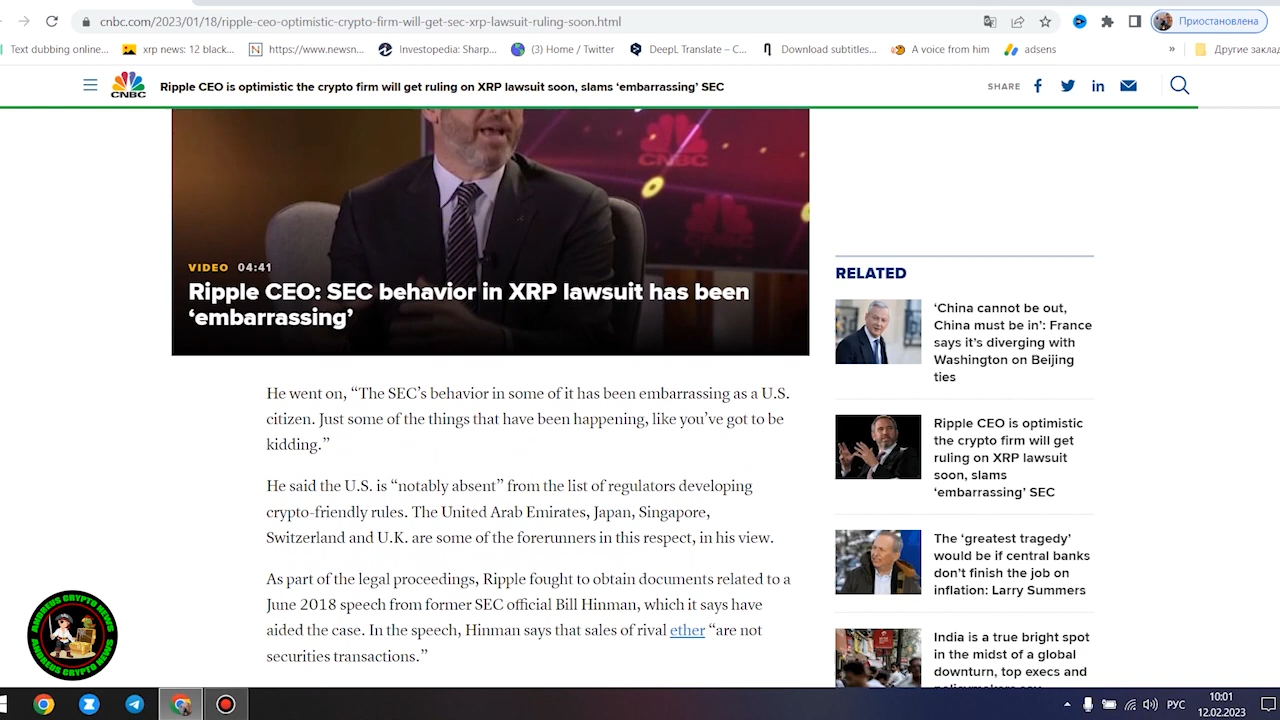 cnbc.com/2023/01/18/ripple-ceo-optimistic-crypto-firm-will-get-sec-xrp-lawsuit-ruling-soon.html
Приостановлена
Text dubbing online...
xrp news: 12 black...
https://www.newsn...
Investopedia: Sharp...
(3) Home / Twitter
DeepL Translate – C...
Download subtitles...
A voice from him
adsens
»
Другие закла
CNBC
Ripple CEO is optimistic the crypto firm will get ruling on XRP lawsuit soon, slams ‘embarrassing’ SEC
SHARE
CNBC
VIDEO 04:41
Ripple CEO: SEC behavior in XRP lawsuit has been
‘embarrassing’
He went on, “The SEC’s behavior in some of it has been embarrassing as a U.S.
citizen. Just some of the things that have been happening, like you’ve got to be
kidding.”
He said the U.S. is “notably absent” from the list of regulators developing
crypto-friendly rules. The United Arab Emirates, Japan, Singapore,
Switzerland and U.K. are some of the forerunners in this respect, in his view.
As part of the legal proceedings, Ripple fought to obtain documents related to a
June 2018 speech from former SEC official Bill Hinman, which it says have
aided the case. In the speech, Hinman says that sales of rival ether “are not
securities transactions.”
RELATED
‘China cannot be out,
China must be in’: France
says it’s diverging with
Washington on Beijing
ties
Ripple CEO is optimistic
the crypto firm will get
ruling on XRP lawsuit
soon, slams
‘embarrassing’ SEC
The ‘greatest tragedy’
would be if central banks
don’t finish the job on
inflation: Larry Summers
India is a true bright spot
in the midst of a global
downturn, top execs and
ANDREUS CRYPTO NEWS
ANDREUS CRYPTO NEWS
РУС
10:01
12.02.2023